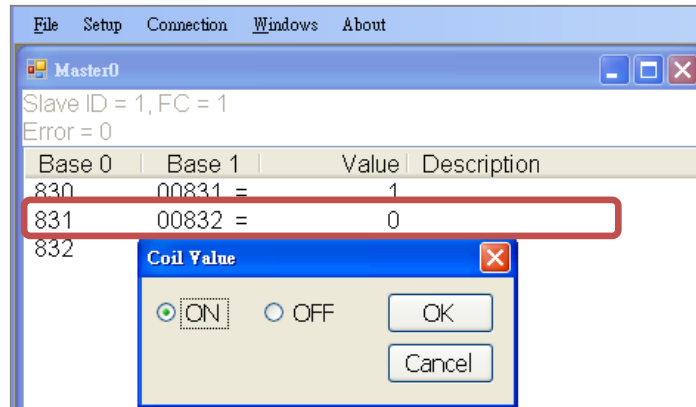 File Setup Connection Windows About
Master0
Slave ID = 1, FC = 1
Error = 0
Base 0 Base 1 Value Description
830 00831 = 1
831 00832 = 0
832
Coil Value
ON OFF OK
Cancel